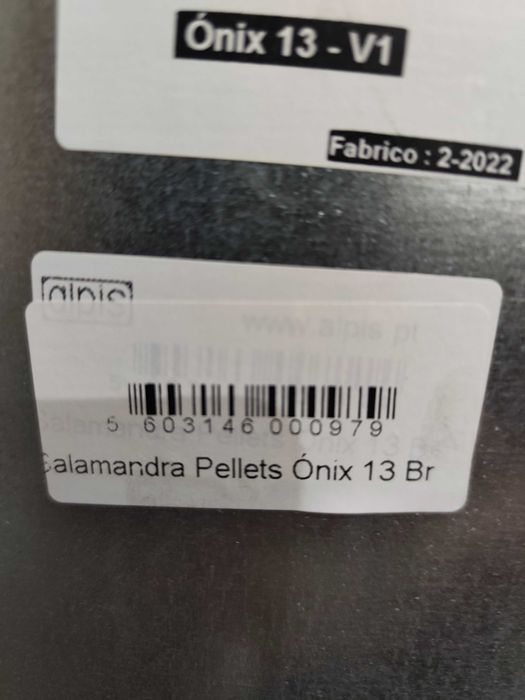 Ónix 13 - V1
Fabrico : 2-2022
alpis
www.alpis.pt
5 603146 000979
Salamandra Pellets Ónix 13 Br